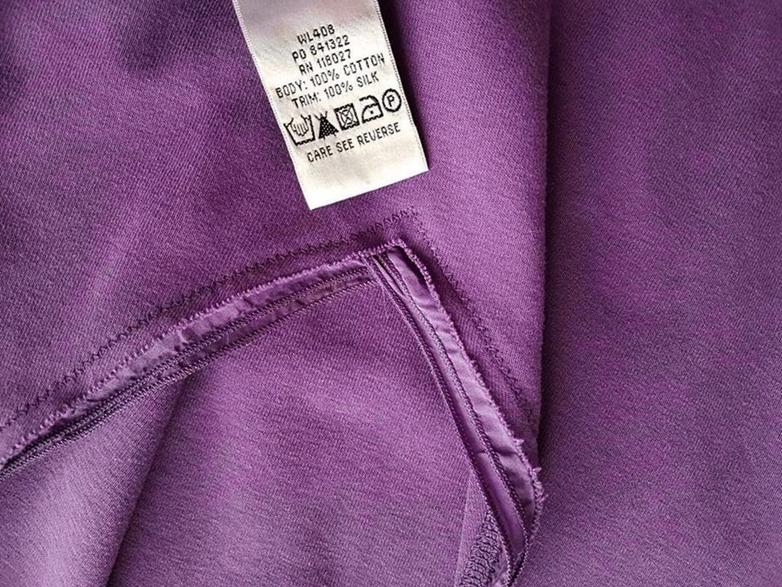 WL408
PO 841322
RN 118027
BODY: 100% COTTON
TRIM: 100% SILK
CARE SEE REVERSE